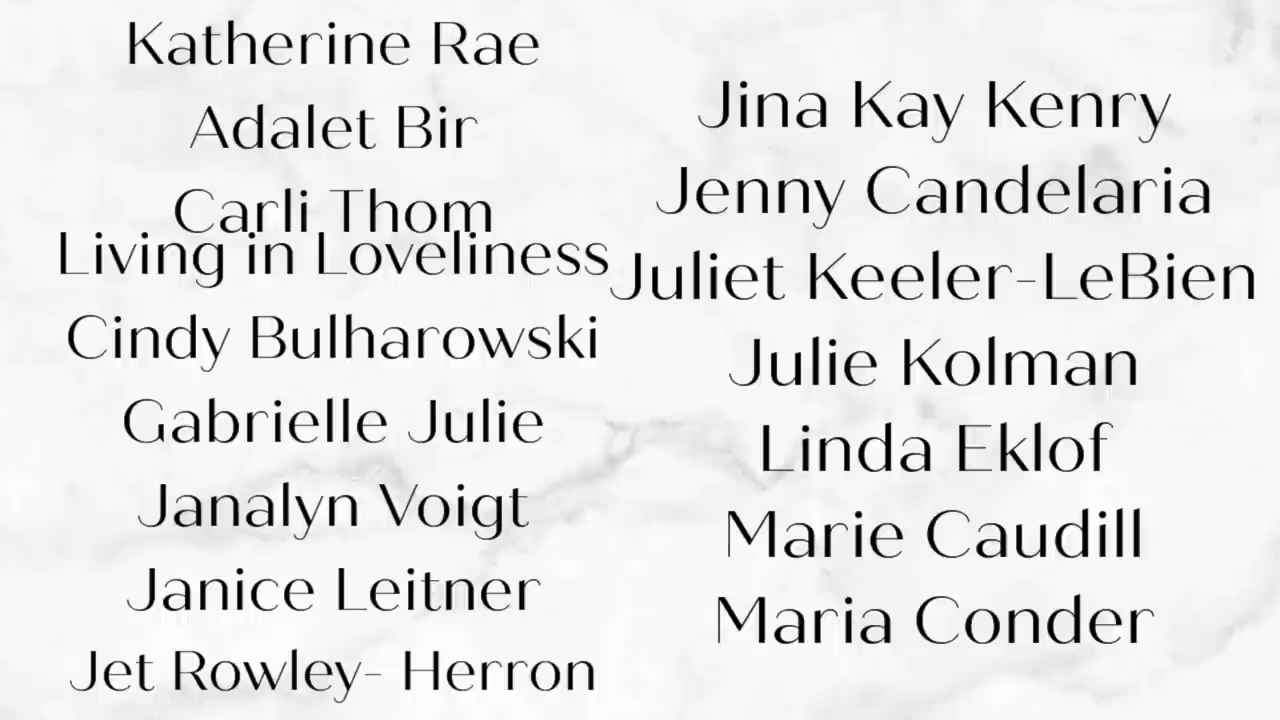 Katherine Rae
Adalet Bir
Carli Thom
Living in Loveliness
Cindy Bulharowski
Gabrielle Julie
Janalyn Voigt
Janice Leitner
Jet Rowley- Herron
Jina Kay Kenry
Jenny Candelaria
Juliet Keeler-LeBien
Julie Kolman
Linda Eklof
Marie Caudill
Maria Conder